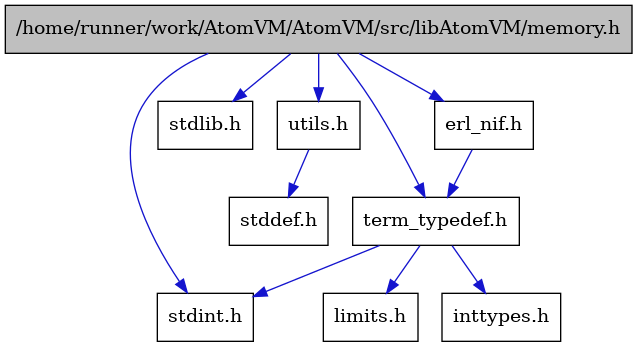 /home/runner/work/AtomVM/AtomVM/src/libAtomVM/memory.h
stdlib.h
utils.h
erl_nif.h
stddef.h
term_typedef.h
stdint.h
limits.h
inttypes.h